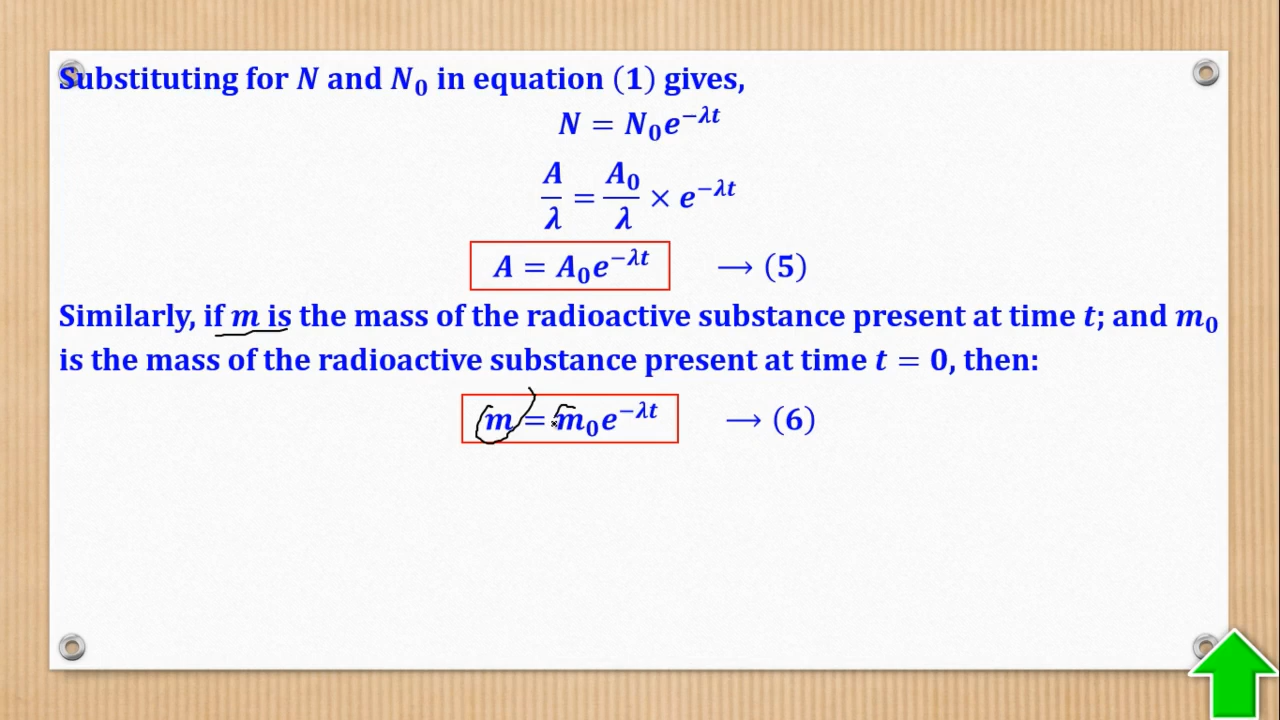 Substituting for N and N₀ in equation (1) gives,
N = N₀e^{−λt}
A/λ = A₀/λ × e^{−λt}
A = A₀e^{−λt} ⟶ (5)
Similarly, if m is the mass of the radioactive substance present at time t; and m₀
is the mass of the radioactive substance present at time t = 0, then:
m = m₀e^{−λt} ⟶ (6)